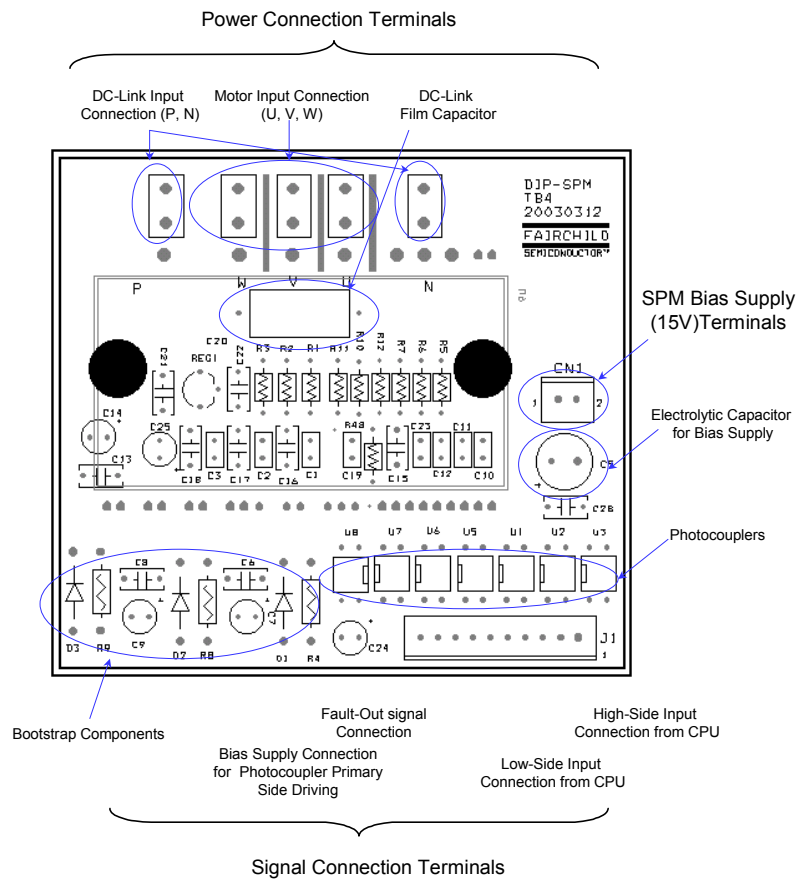 Power Connection Terminals
DC-Link Input
Connection (P, N)
Motor Input Connection
(U, V, W)
DC-Link
Film Capacitor
DIP-SPM
TB4
20030312
FAIRCHILD
SEMICONDUCTOR™
P
W
V
U
N
SPM Bias Supply
(15V)Terminals
C21
REG1
C20
C22
R3
R2
R1
R11
R10
R12
R7
R6
R5
CN1
1
2
C14
C25
R48
C23
C11
Electrolytic Capacitor
for Bias Supply
C13
C18
C3
C17
C2
C16
C1
C19
C15
C12
C10
C28
Photocouplers
U8
U7
U6
U5
U1
U2
U3
C8
C6
C9
C7
D3
R9
D2
R8
D1
R4
C24
J1
1
Bootstrap Components
Fault-Out signal
Connection
High-Side Input
Connection from CPU
Bias Supply Connection
for Photocoupler Primary
Side Driving
Low-Side Input
Connection from CPU
Signal Connection Terminals